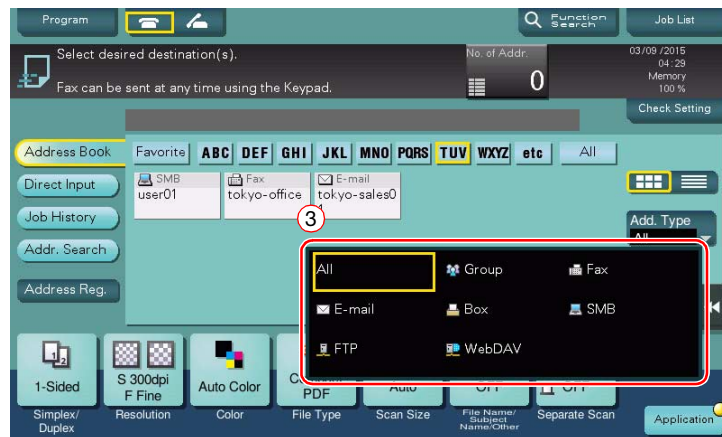 Program
Function
Search
Job List
Select desired destination(s).
No. of Addr.
03/09/2015
04:29
Fax can be sent at any time using the Keypad.
0
Memory
100 %
Check Setting
Address Book
Favorite ABC DEF GHI JKL MNO PQRS TUV WXYZ etc All
Direct Input
SMB
user01
Fax
tokyo-office
E-mail
tokyo-sales0
Job History
3
Add. Type
All
Addr. Search
All Group Fax
Address Reg.
E-mail Box SMB
FTP WebDAV
1-Sided
S 300dpi
F Fine
Auto Color
PDF
Auto
OFF
OFF
Simplex/
Duplex
Resolution
Color
File Type
Scan Size
File Name/
Subject
Name/Other
Separate Scan
Application